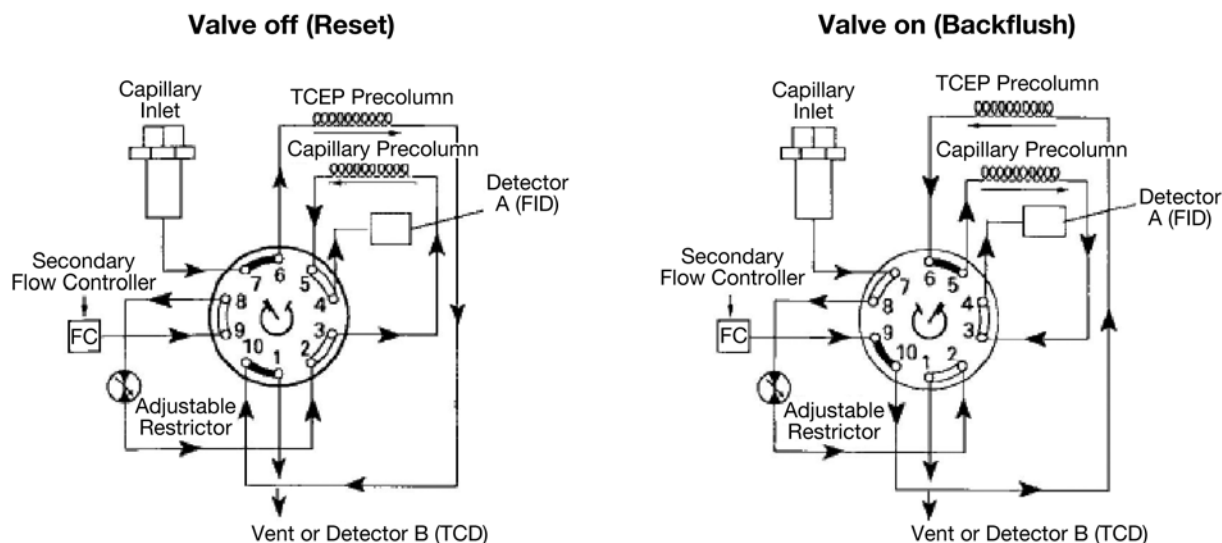 Valve off (Reset)
Capillary
Inlet
TCEP Precolumn
Capillary Precolumn
Detector
A (FID)
Secondary
Flow Controller
FC
7
6
5
8
4
9
3
10
1
2
Adjustable
Restrictor
Vent or Detector B (TCD)
Valve on (Backflush)
Capillary
Inlet
TCEP Precolumn
Capillary Precolumn
Detector
A (FID)
Secondary
Flow Controller
FC
7
6
5
8
4
9
3
10
1
2
Adjustable
Restrictor
Vent or Detector B (TCD)